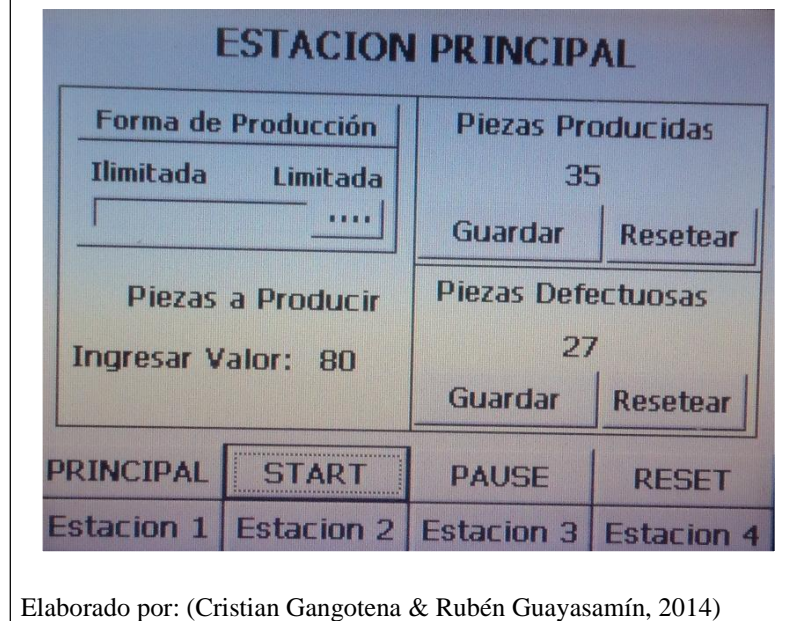 ESTACION PRINCIPAL
Forma de Producción
Ilimitada Limitada
....
Piezas a Producir
Ingresar Valor: 80
Piezas Producidas
35
Guardar Resetear
Piezas Defectuosas
27
Guardar Resetear
PRINCIPAL START PAUSE RESET
Estacion 1 Estacion 2 Estacion 3 Estacion 4
Elaborado por: (Cristian Gangotena & Rubén Guayasamín, 2014)